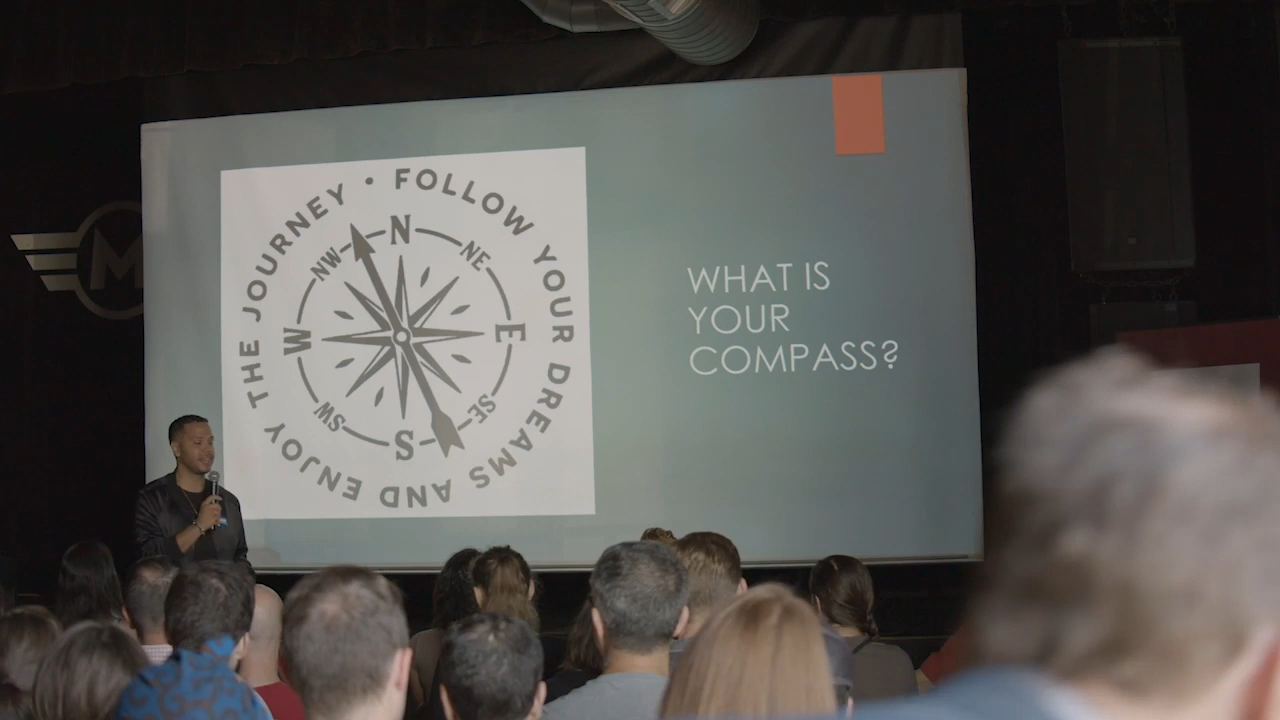 FOLLOW YOUR DREAMS AND ENJOY THE JOURNEY •
N
NE
E
SE
S
SW
W
NW
WHAT IS
YOUR
COMPASS?
M